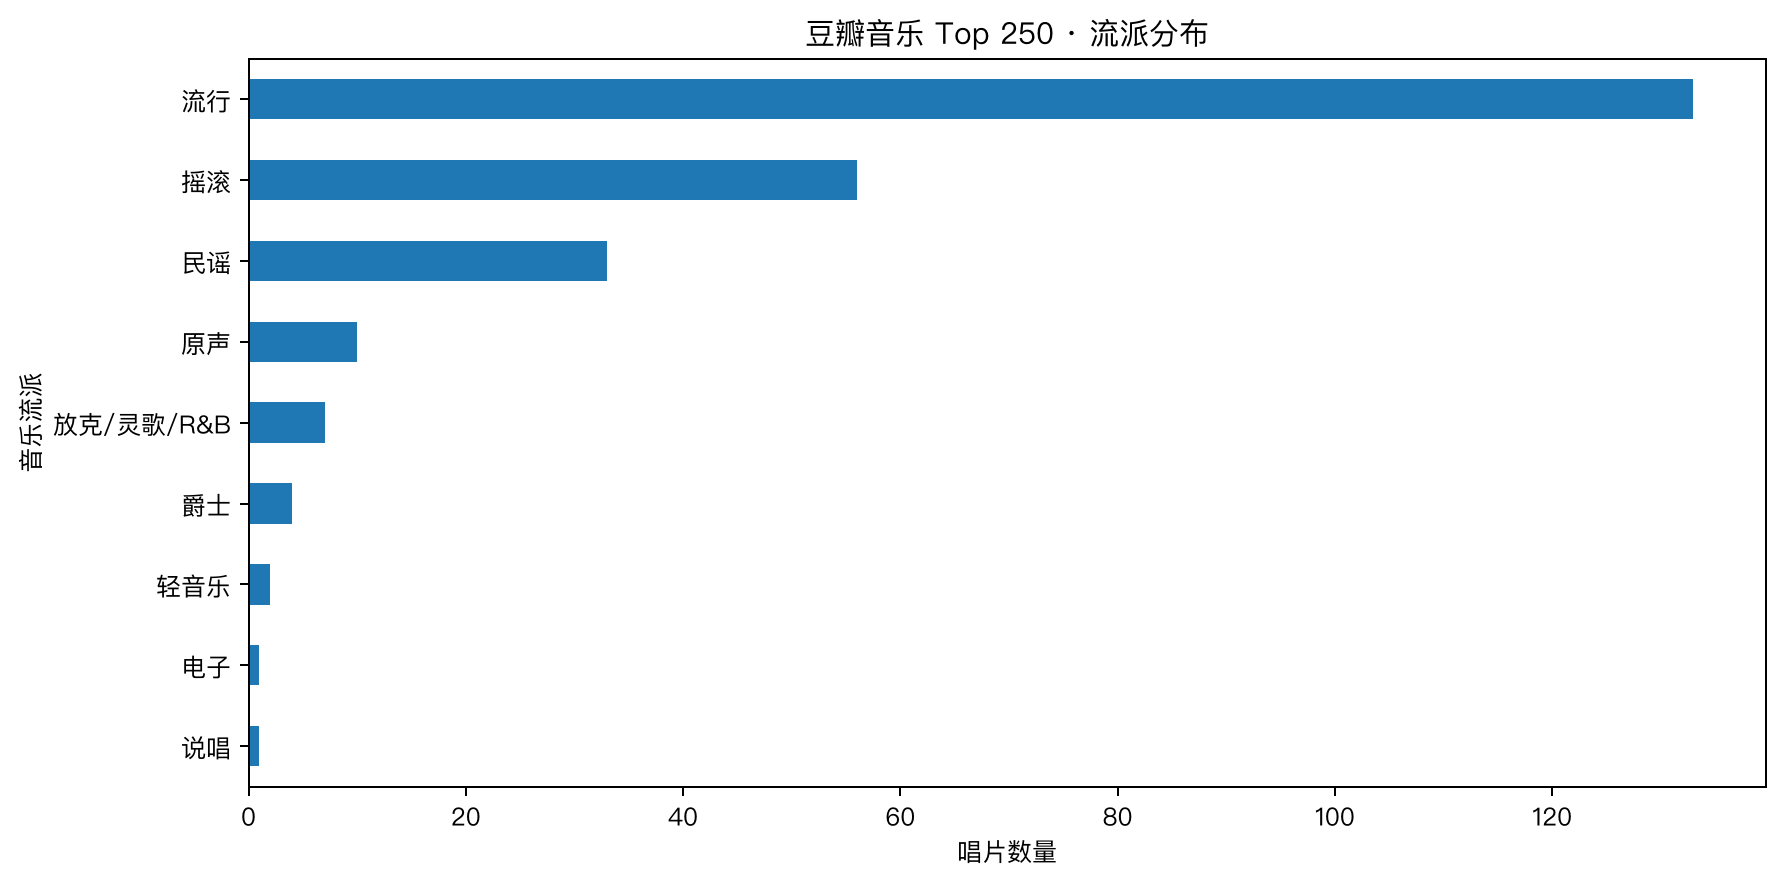 豆瓣音乐 Top 250 · 流派分布
音乐流派
流行
摇滚
民谣
原声
放克/灵歌/R&B
爵士
轻音乐
电子
说唱
0 20 40 60 80 100 120
唱片数量